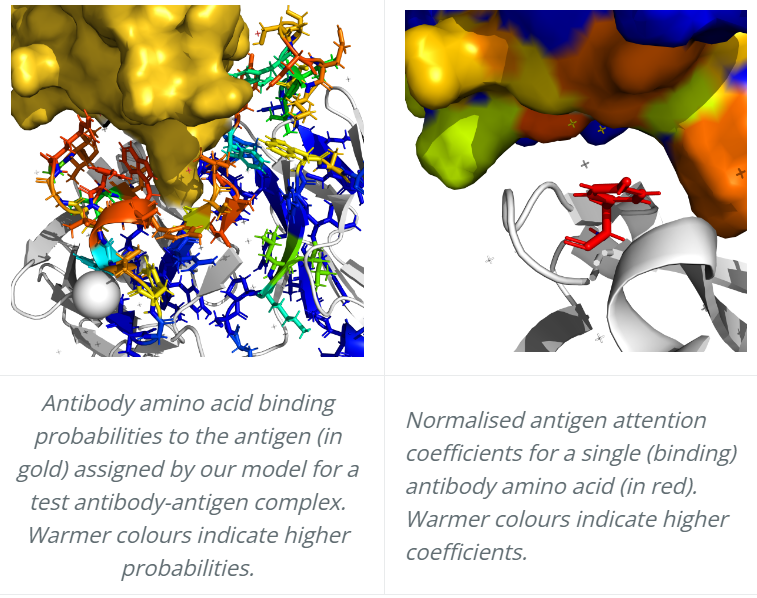 Antibody amino acid binding
probabilities to the antigen (in
gold) assigned by our model for a
test antibody-antigen complex.
Warmer colours indicate higher
probabilities.
Normalised antigen attention
coefficients for a single (binding)
antibody amino acid (in red).
Warmer colours indicate higher
coefficients.